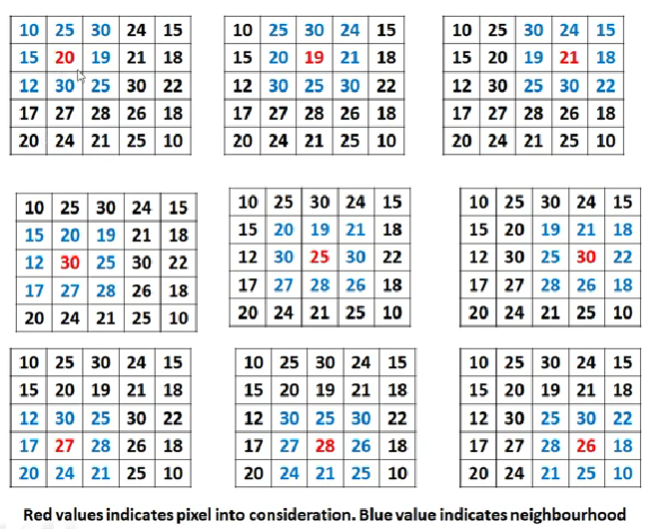 10 25 30 24 15 10 25 30 24 15 10 25 30 24 15
15 20 19 21 18 15 20 19 21 18 15 20 19 21 18
12 30 25 30 22 12 30 25 30 22 12 30 25 30 22
17 27 28 26 18 17 27 28 26 18 17 27 28 26 18
20 24 21 25 10 20 24 21 25 10 20 24 21 25 10
10 25 30 24 15 10 25 30 24 15 10 25 30 24 15
15 20 19 21 18 15 20 19 21 18 15 20 19 21 18
12 30 25 30 22 12 30 25 30 22 12 30 25 30 22
17 27 28 26 18 17 27 28 26 18 17 27 28 26 18
20 24 21 25 10 20 24 21 25 10 20 24 21 25 10
10 25 30 24 15 10 25 30 24 15 10 25 30 24 15
15 20 19 21 18 15 20 19 21 18 15 20 19 21 18
12 30 25 30 22 12 30 25 30 22 12 30 25 30 22
17 27 28 26 18 17 27 28 26 18 17 27 28 26 18
20 24 21 25 10 20 24 21 25 10 20 24 21 25 10
Red values indicates pixel into consideration. Blue value indicates neighbourhood